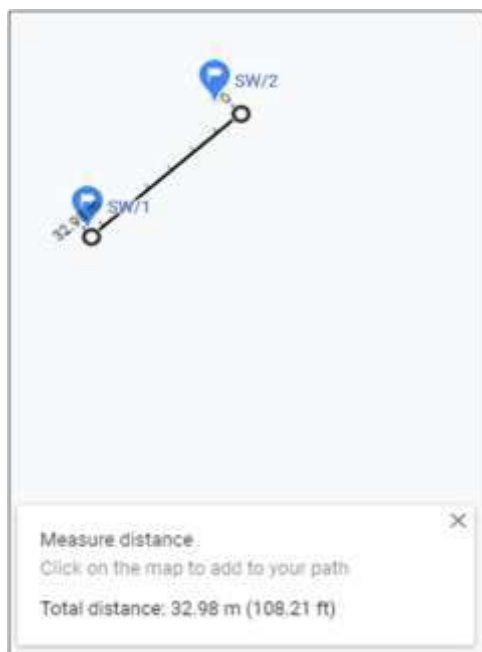 SW/2
SW/1
Measure distance
Click on the map to add to your path
Total distance: 32.98 m (108.21 ft)